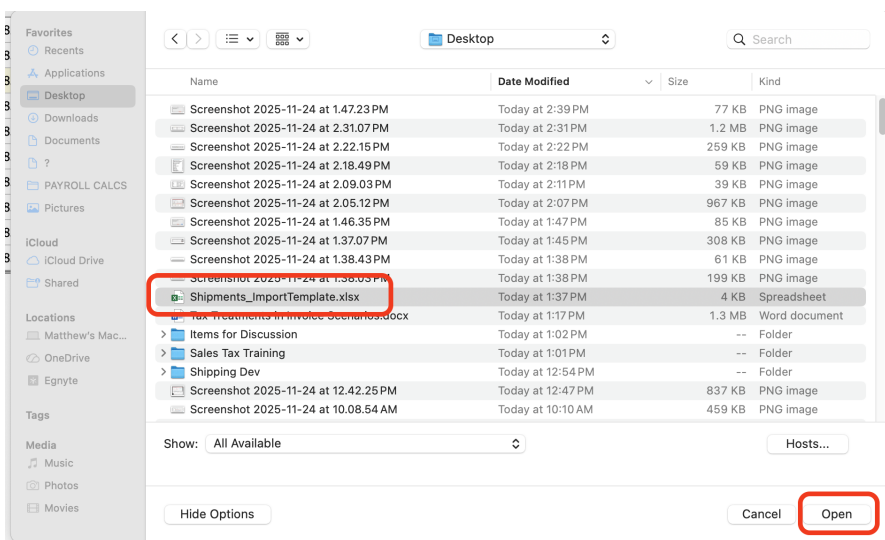 Favorites
Recents
Applications
Desktop
Downloads
Documents
?
PAYROLL CALCS
Pictures
iCloud
iCloud Drive
Shared
Locations
Matthew's Mac...
OneDrive
Egnyte
Tags
Media
Music
Photos
Movies
Desktop
Search
Name Date Modified Size Kind
Screenshot 2025-11-24 at 1.47.23 PM Today at 2:39 PM 77 KB PNG image
Screenshot 2025-11-24 at 2.31.07 PM Today at 2:31 PM 1.2 MB PNG image
Screenshot 2025-11-24 at 2.22.15 PM Today at 2:22 PM 259 KB PNG image
Screenshot 2025-11-24 at 2.18.49 PM Today at 2:18 PM 59 KB PNG image
Screenshot 2025-11-24 at 2.09.03 PM Today at 2:11 PM 39 KB PNG image
Screenshot 2025-11-24 at 2.05.12 PM Today at 2:07 PM 967 KB PNG image
Screenshot 2025-11-24 at 1.46.35 PM Today at 1:47 PM 85 KB PNG image
Screenshot 2025-11-24 at 1.37.07 PM Today at 1:45 PM 308 KB PNG image
Screenshot 2025-11-24 at 1.38.43 PM Today at 1:38 PM 61 KB PNG image
Screenshot 2025-11-24 at 1.38.03 PM Today at 1:38 PM 199 KB PNG image
Shipments_ImportTemplate.xlsx Today at 1:37 PM 4 KB Spreadsheet
Tax Treatments in Invoice Scenarios.docx Today at 1:17 PM 1.3 MB Word document
Items for Discussion Today at 1:02 PM -- Folder
Sales Tax Training Today at 1:01 PM -- Folder
Shipping Dev Today at 12:54 PM -- Folder
Screenshot 2025-11-24 at 12.42.25 PM Today at 12:47 PM 837 KB PNG image
Screenshot 2025-11-24 at 10.08.54 AM Today at 10:10 AM 459 KB PNG image
Show: All Available
Hosts...
Hide Options
Cancel
Open